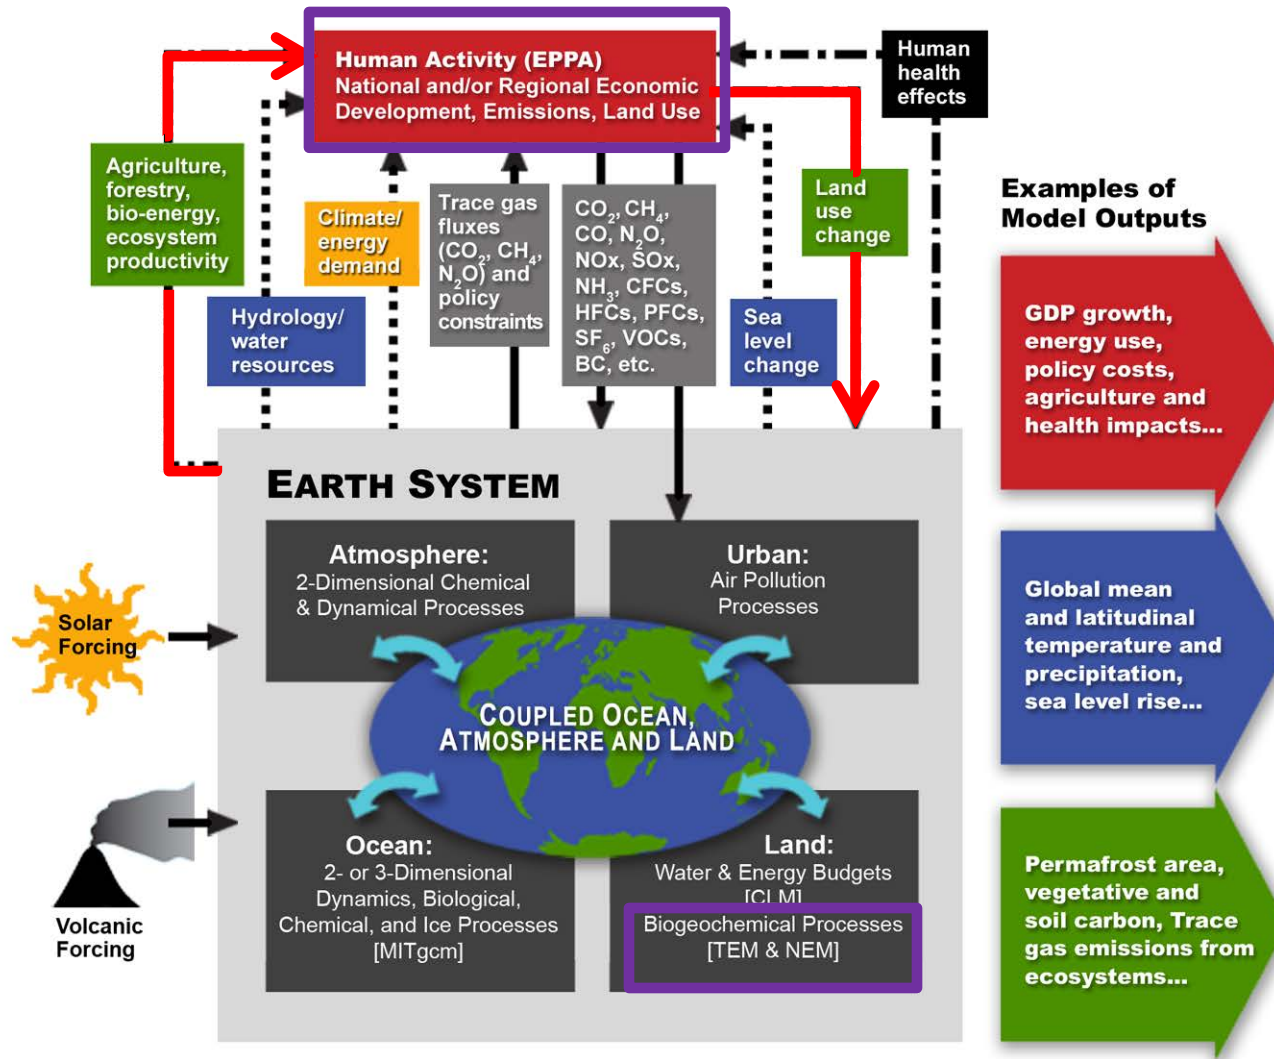 Human Activity (EPPA)
National and/or Regional Economic
Development, Emissions, Land Use
Human
health
effects
Agriculture,
forestry,
bio-energy,
ecosystem
productivity
Hydrology/
water
resources
Climate/
energy
demand
Trace gas
fluxes
(CO₂, CH₄,
N₂O) and
policy
constraints
CO₂, CH₄,
CO, N₂O,
NOx, SOx,
NH₃, CFCs,
HFCs, PFCs,
SF₆, VOCs,
BC, etc.
Sea
level
change
Land
use
change
Examples of
Model Outputs
GDP growth,
energy use,
policy costs,
agriculture and
health impacts...
Global mean
and latitudinal
temperature and
precipitation,
sea level rise...
Permafrost area,
vegetative and
soil carbon, Trace
gas emissions from
ecosystems...
EARTH SYSTEM
Atmosphere:
2-Dimensional Chemical
& Dynamical Processes
Urban:
Air Pollution
Processes
Solar
Forcing
COUPLED OCEAN,
ATMOSPHERE AND LAND
Volcanic
Forcing
Ocean:
2- or 3-Dimensional
Dynamics, Biological,
Chemical, and Ice Processes
[MITgcm]
Land:
Water & Energy Budgets
[CLM]
Biogeochemical Processes
[TEM & NEM]